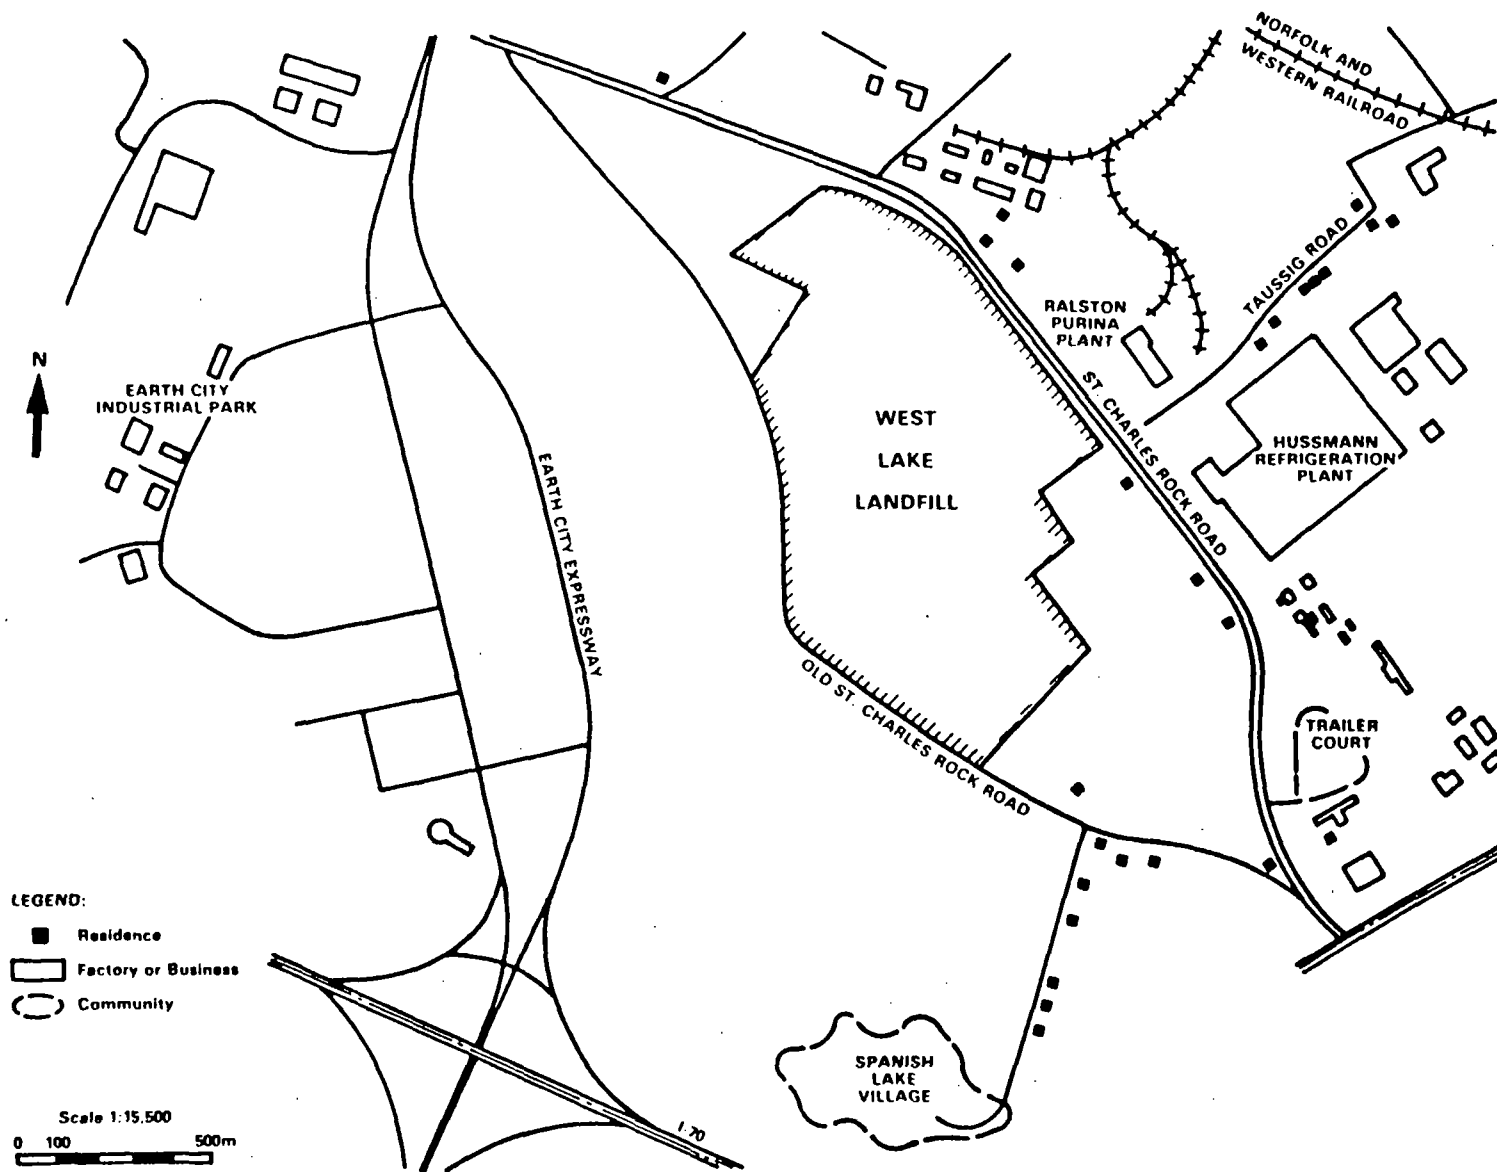 NORFOLK AND
WESTERN RAILROAD
TAUSSIG ROAD
RALSTON
PURINA
PLANT
N
EARTH CITY
INDUSTRIAL PARK
WEST
LAKE
LANDFILL
ST. CHARLES ROCK ROAD
HUSSMANN
REFRIGERATION
PLANT
EARTH CITY EXPRESSWAY
OLD ST. CHARLES ROCK ROAD
TRAILER
COURT
LEGEND:
Residence
Factory or Business
Community
SPANISH
LAKE
VILLAGE
Scale 1:15,500
0 100 500m
I-70